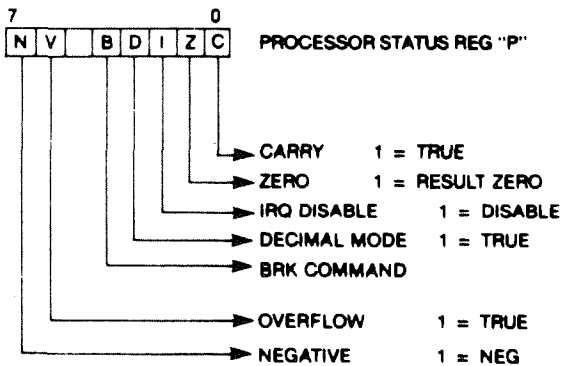 7 0
N V B D I Z C PROCESSOR STATUS REG "P"
CARRY 1 = TRUE
ZERO 1 = RESULT ZERO
IRQ DISABLE 1 = DISABLE
DECIMAL MODE 1 = TRUE
BRK COMMAND
OVERFLOW 1 = TRUE
NEGATIVE 1 = NEG